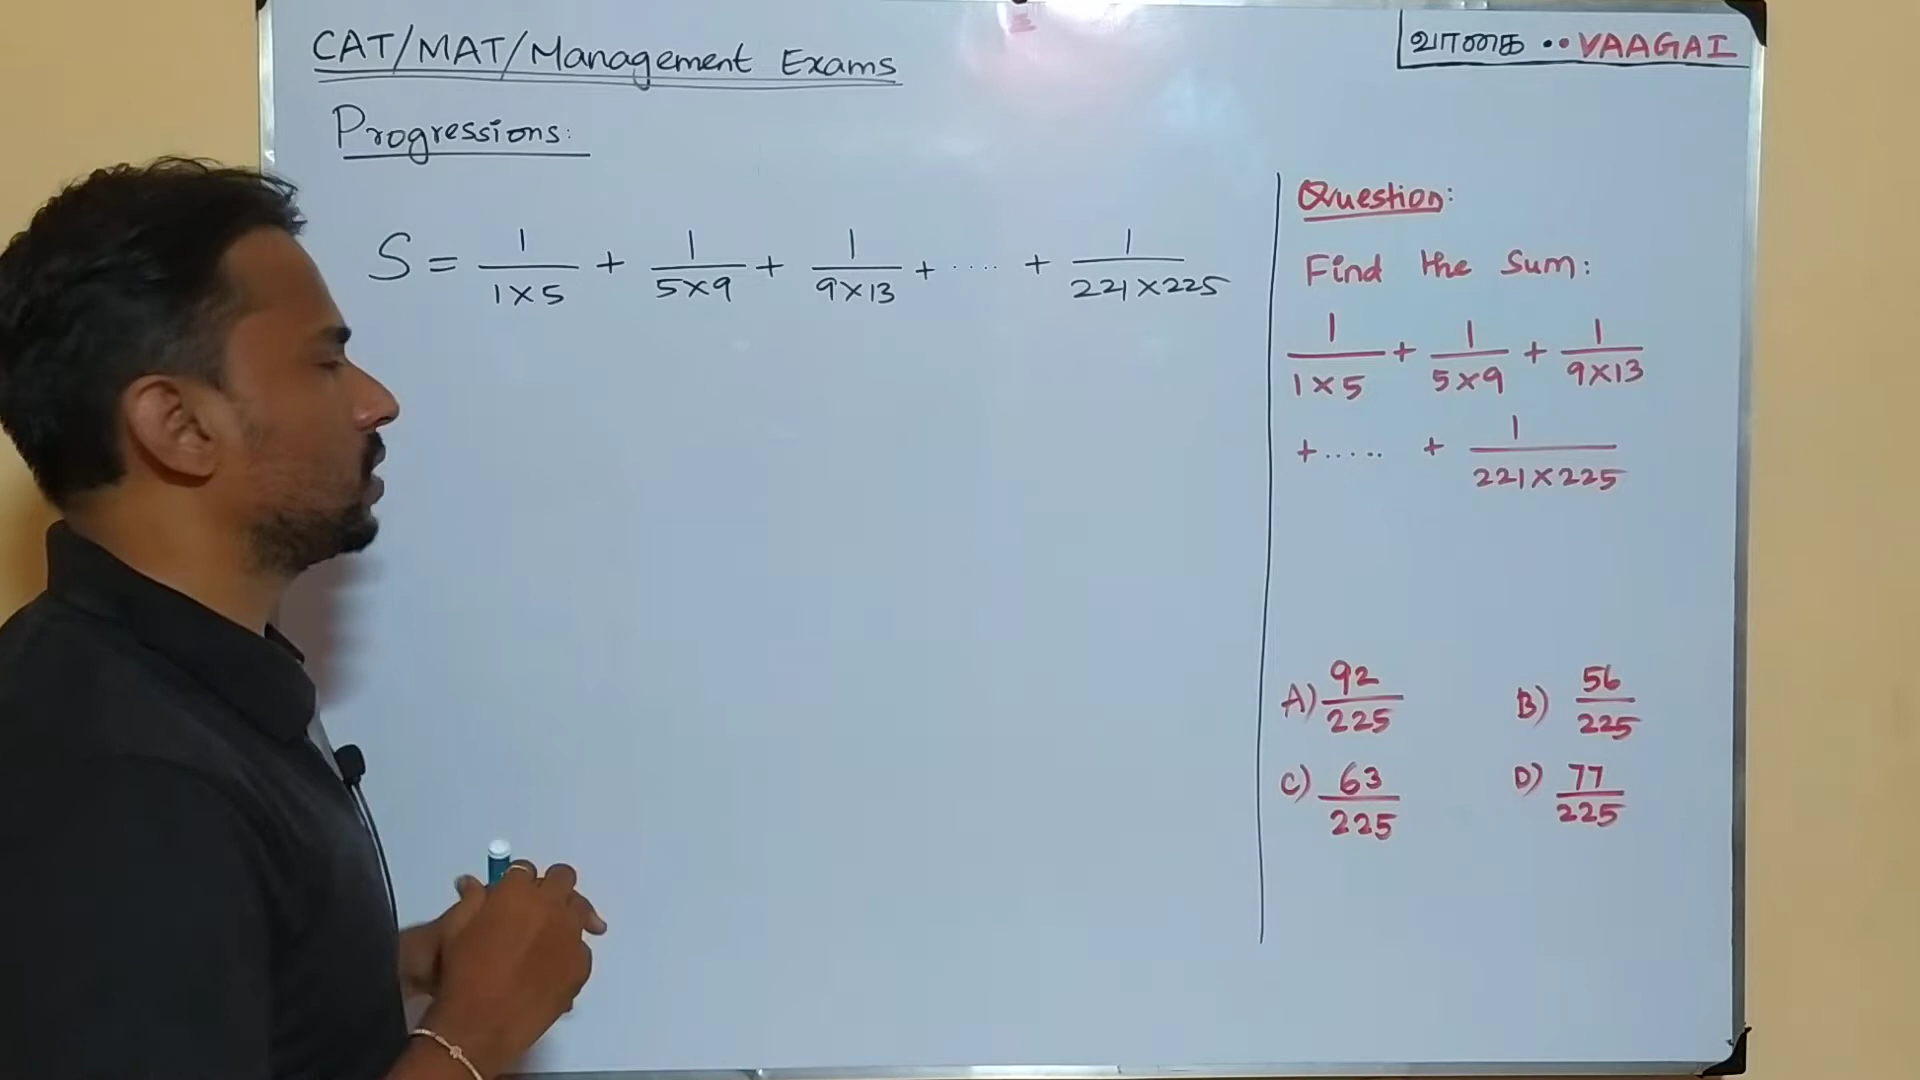 CAT/MAT/Management Exams
வாகை ..VAAGAI
Progressions:
S = 1/(1×5) + 1/(5×9) + 1/(9×13) + ..... + 1/(221×225)
Question:
Find the Sum:
1/(1×5) + 1/(5×9) + 1/(9×13)
+ ..... + 1/(221×225)
A) 92/225 B) 56/225
C) 63/225 D) 77/225